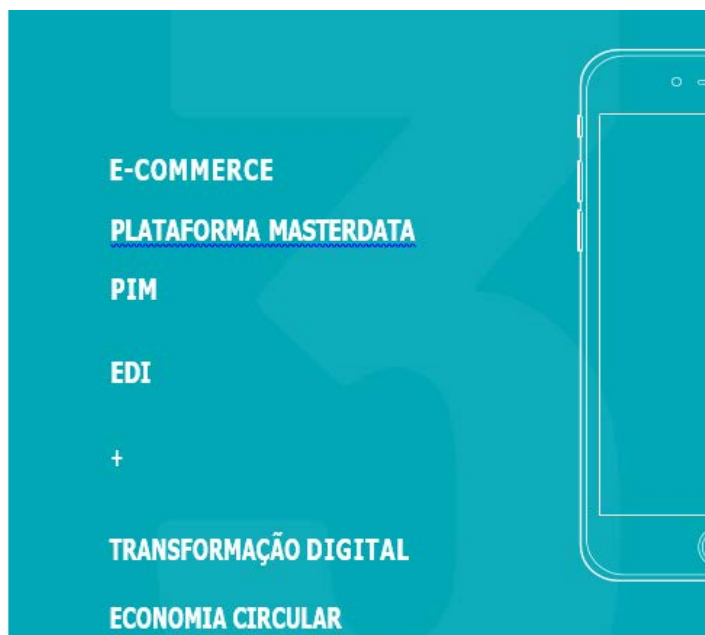 E-COMMERCE
PLATAFORMA MASTERDATA
PIM
EDI
+
TRANSFORMAÇÃO DIGITAL
ECONOMIA CIRCULAR